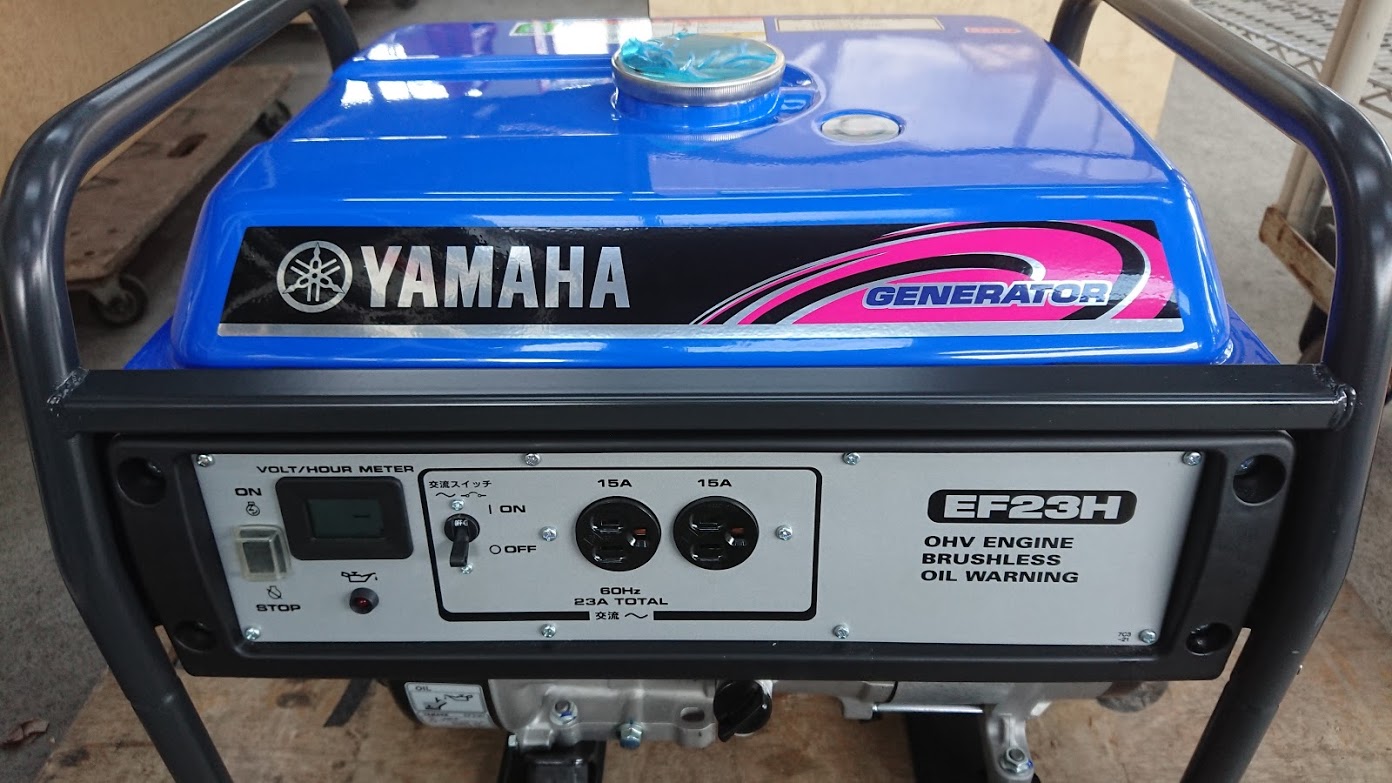 YAMAHA
GENERATOR
VOLT/HOUR METER
ON
STOP
交流スイッチ
| ON
○ OFF
15A
15A
60Hz
23A TOTAL
交流 ～
EF23H
OHV ENGINE
BRUSHLESS
OIL WARNING
OIL